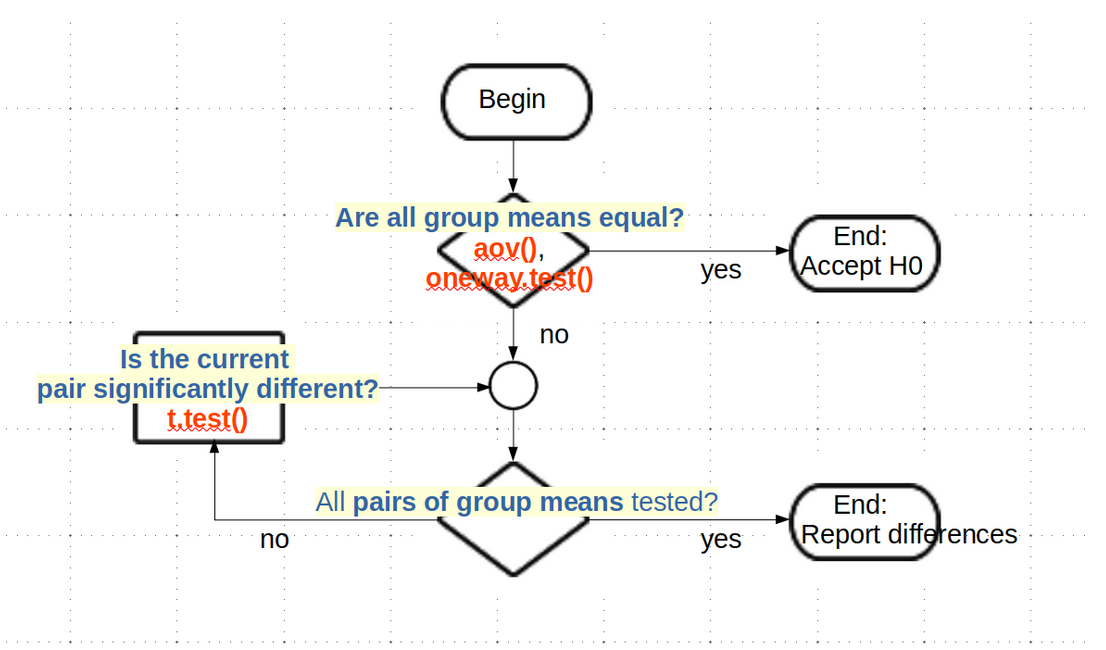 Begin
Are all group means equal?
aov(),
oneway.test()
yes
End:
Accept H0
no
Is the current
pair significantly different?
t.test()
All pairs of group means tested?
no
yes
End:
Report differences